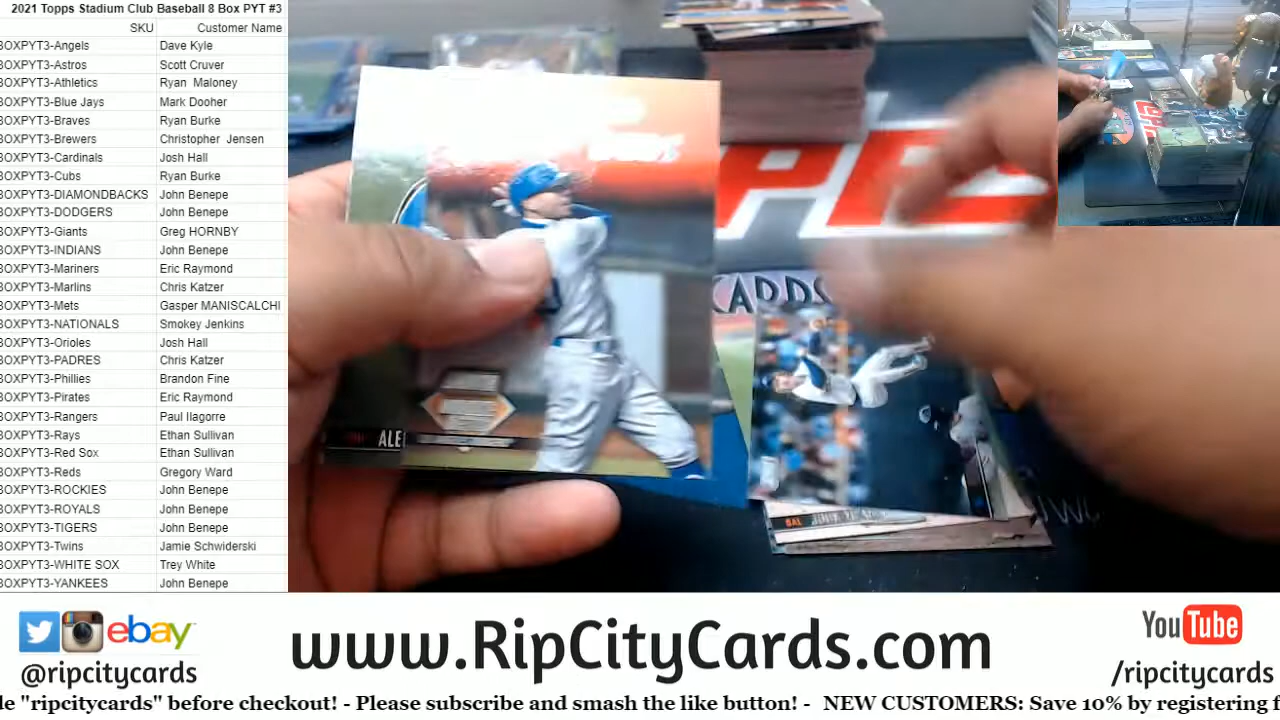 2021 Topps Stadium Club Baseball 8 Box PYT #3
SKU Customer Name
BOXPYT3-Angels Dave Kyle
BOXPYT3-Astros Scott Cruver
BOXPYT3-Athletics Ryan Maloney
BOXPYT3-Blue Jays Mark Dooher
BOXPYT3-Braves Ryan Burke
BOXPYT3-Brewers Christopher Jensen
BOXPYT3-Cardinals Josh Hall
BOXPYT3-Cubs Ryan Burke
BOXPYT3-DIAMONDBACKS John Benepe
BOXPYT3-DODGERS John Benepe
BOXPYT3-Giants Greg HORNBY
BOXPYT3-INDIANS John Benepe
BOXPYT3-Mariners Eric Raymond
BOXPYT3-Marlins Chris Katzer
BOXPYT3-Mets Gasper MANISCALCHI
BOXPYT3-NATIONALS Smokey Jenkins
BOXPYT3-Orioles Josh Hall
BOXPYT3-PADRES Chris Katzer
BOXPYT3-Phillies Brandon Fine
BOXPYT3-Pirates Eric Raymond
BOXPYT3-Rangers Paul Ilagorre
BOXPYT3-Rays Ethan Sullivan
BOXPYT3-Red Sox Ethan Sullivan
BOXPYT3-Reds Gregory Ward
BOXPYT3-ROCKIES John Benepe
BOXPYT3-ROYALS John Benepe
BOXPYT3-TIGERS John Benepe
BOXPYT3-Twins Jamie Schwiderski
BOXPYT3-WHITE SOX Trey White
BOXPYT3-YANKEES John Benepe
CARDS
ALE
BAL
ebay
@ripcitycards
www.RipCityCards.com
YouTube
/ripcitycards
de "ripcitycards" before checkout! - Please subscribe and smash the like button! - NEW CUSTOMERS: Save 10% by registering f